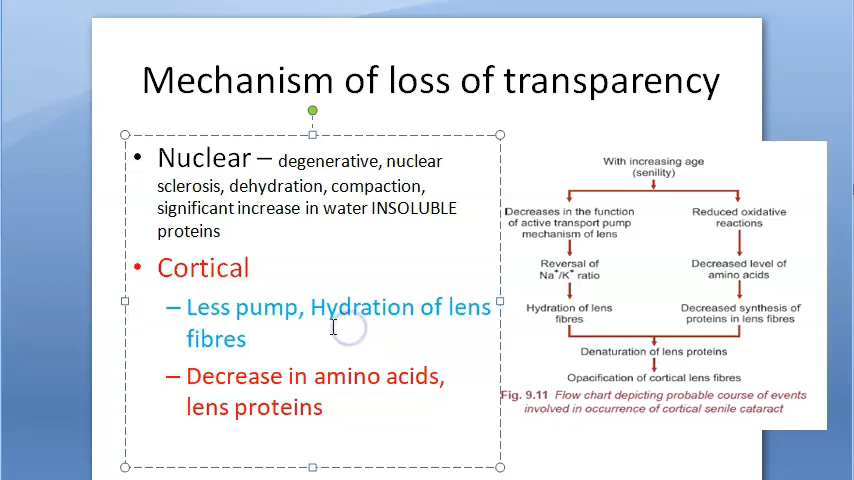 Mechanism of loss of transparency
• Nuclear – degenerative, nuclear
sclerosis, dehydration, compaction,
significant increase in water INSOLUBLE
proteins
• Cortical
– Less pump, Hydration of lens
fibres
– Decrease in amino acids,
lens proteins
With increasing age
(senility)
Decreases in the function
of active transport pump
mechanism of lens
Reversal of
Na⁺/K⁺ ratio
Hydration of lens
fibres
Reduced oxidative
reactions
Decreased level of
amino acids
Decreased synthesis of
proteins in lens fibres
Denaturation of lens proteins
Opacification of cortical lens fibres
Fig. 9.11 Flow chart depicting probable course of events
involved in occurrence of cortical senile cataract